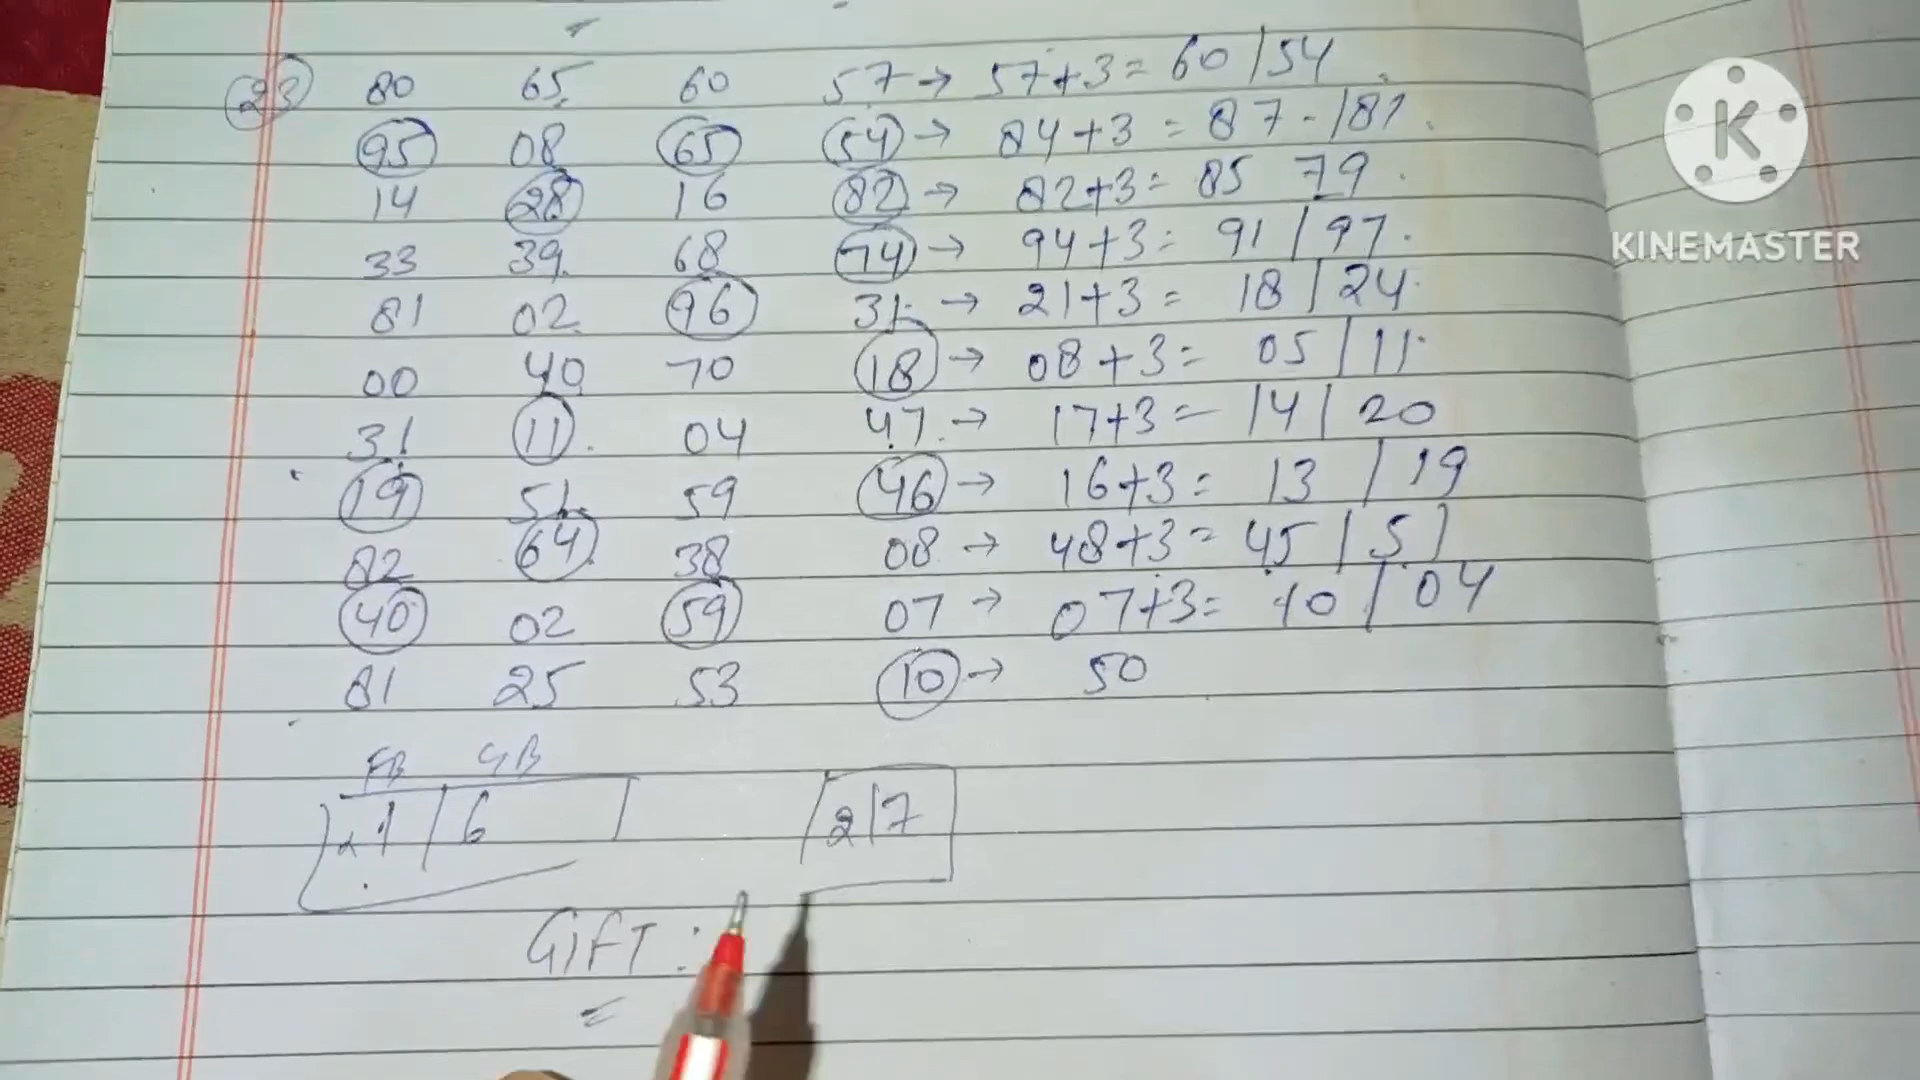 23 80 65 60 57 → 57+3= 60/54
95 08 65 54 → 84+3 = 87-/81
14 28 16 82 → 82+3= 85 79
33 39 68 74 → 94+3= 91/97
81 02 96 31 → 21+3= 18/24
00 40 70 18 → 08+3= 05/11
31 11 04 47 → 17+3= 14/20
19 51 59 46 → 16+3= 13/19
82 64 38 08 → 48+3= 45/51
40 02 59 07 → 07+3= 10/04
81 25 53 10 → 50
FB GB
1/6 2/7
GIFT :
K
KINEMASTER